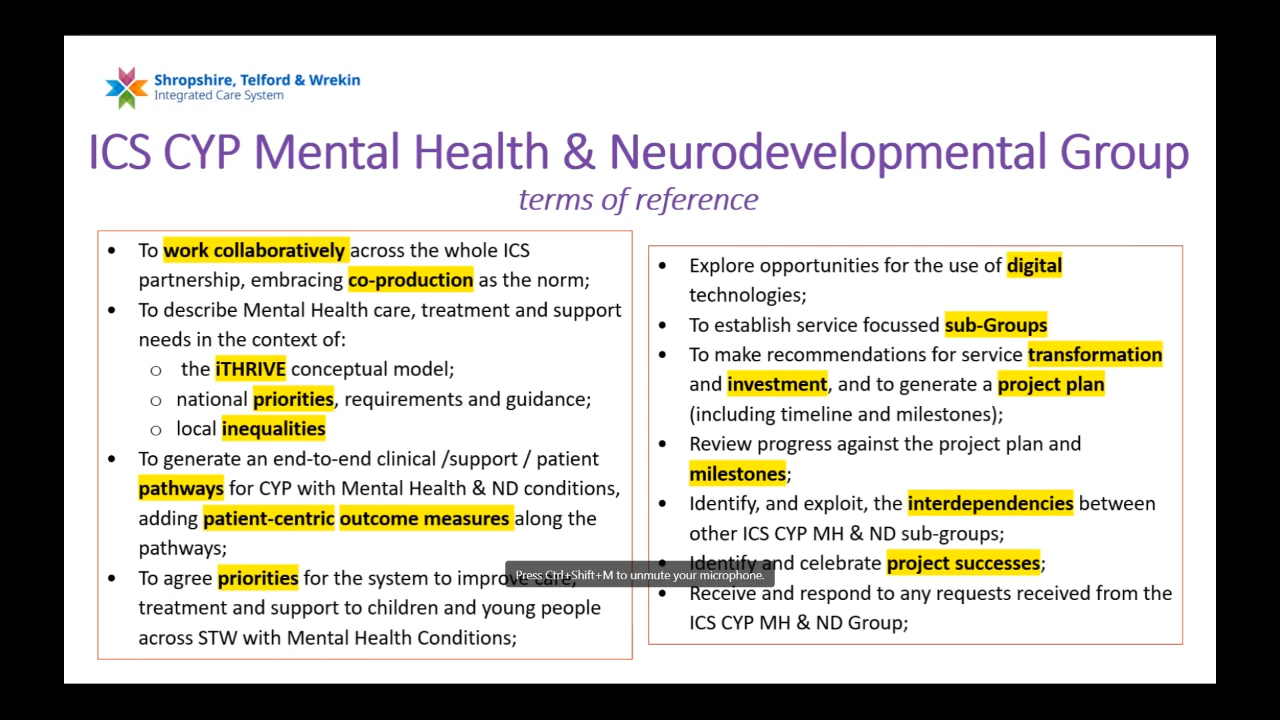 Shropshire, Telford & Wrekin
Integrated Care System
ICS CYP Mental Health & Neurodevelopmental Group
terms of reference
• To work collaboratively across the whole ICS
partnership, embracing co-production as the norm;
• To describe Mental Health care, treatment and support
needs in the context of:
o the iTHRIVE conceptual model;
o national priorities, requirements and guidance;
o local inequalities
• To generate an end-to-end clinical /support / patient
pathways for CYP with Mental Health & ND conditions,
adding patient-centric outcome measures along the
pathways;
• To agree priorities for the system to improve care,
treatment and support to children and young people
across STW with Mental Health Conditions;
• Explore opportunities for the use of digital
technologies;
• To establish service focussed sub-Groups
• To make recommendations for service transformation
and investment, and to generate a project plan
(including timeline and milestones);
• Review progress against the project plan and
milestones;
• Identify, and exploit, the interdependencies between
other ICS CYP MH & ND sub-groups;
• Identify and celebrate project successes;
• Receive and respond to any requests received from the
ICS CYP MH & ND Group;
Press Ctrl+Shift+M to unmute your microphone.